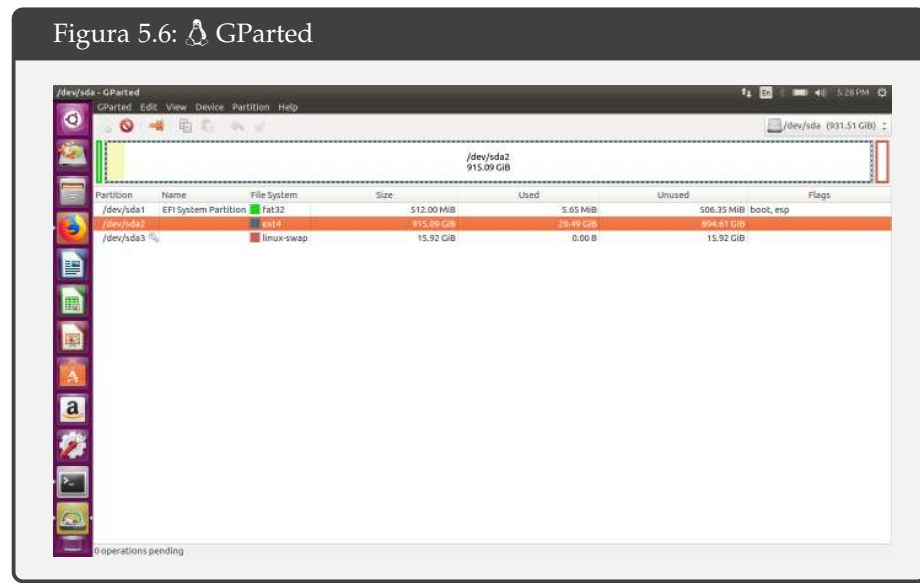 Figura 5.6: GParted
/dev/sda - GParted
En 5:28 PM
GParted Edit View Device Partition Help
/dev/sda (931.51 GiB)
/dev/sda2
915.09 GiB
Partition Name File System Size Used Unused Flags
/dev/sda1 EFI System Partition fat32 512.00 MiB 5.65 MiB 506.35 MiB boot, esp
/dev/sda2 ext4 915.09 GiB 20.49 GiB 894.61 GiB
/dev/sda3 linux-swap 15.92 GiB 0.00 B 15.92 GiB
0 operations pending